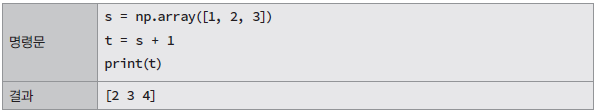 명령문
s = np.array([1, 2, 3])
t = s + 1
print(t)
결과
[2 3 4]